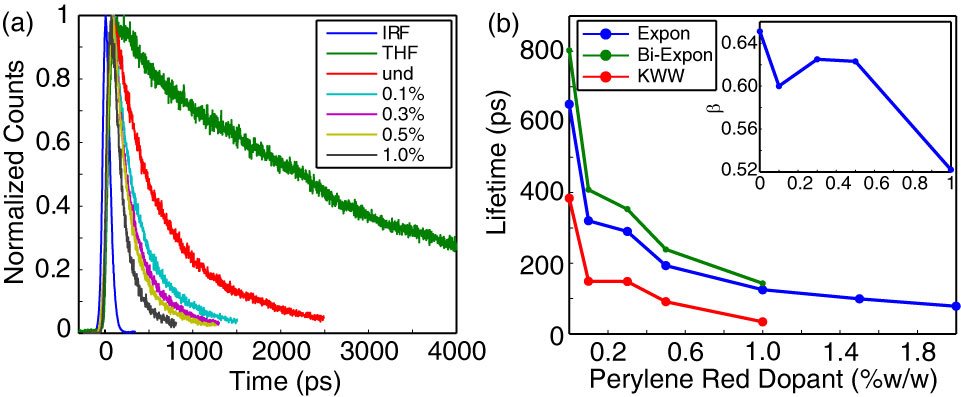 (a)
Normalized Counts
1
0.8
0.6
0.4
0.2
0
0 1000 2000 3000 4000
Time (ps)
IRF
THF
und
0.1%
0.3%
0.5%
1.0%
(b)
Lifetime (ps)
800
600
400
200
0
0.2 0.6 1.0 1.4 1.8
Perylene Red Dopant (%w/w)
Expon
Bi-Expon
KWW
β
0.64
0.60
0.56
0.52
0 0.2 0.4 0.6 0.8 1